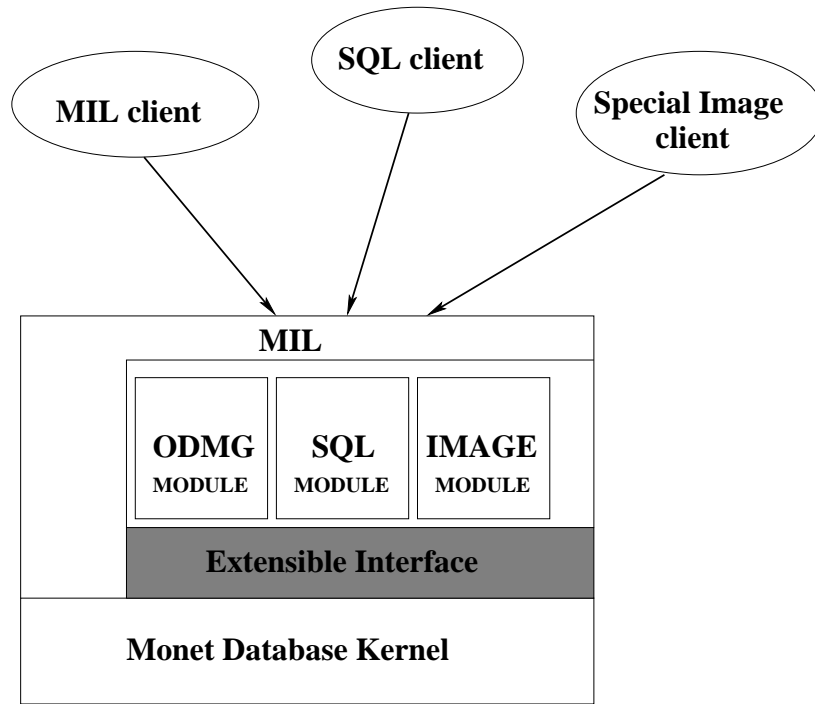 MIL client
SQL client
Special Image
client
MIL
ODMG
MODULE
SQL
MODULE
IMAGE
MODULE
Extensible Interface
Monet Database Kernel